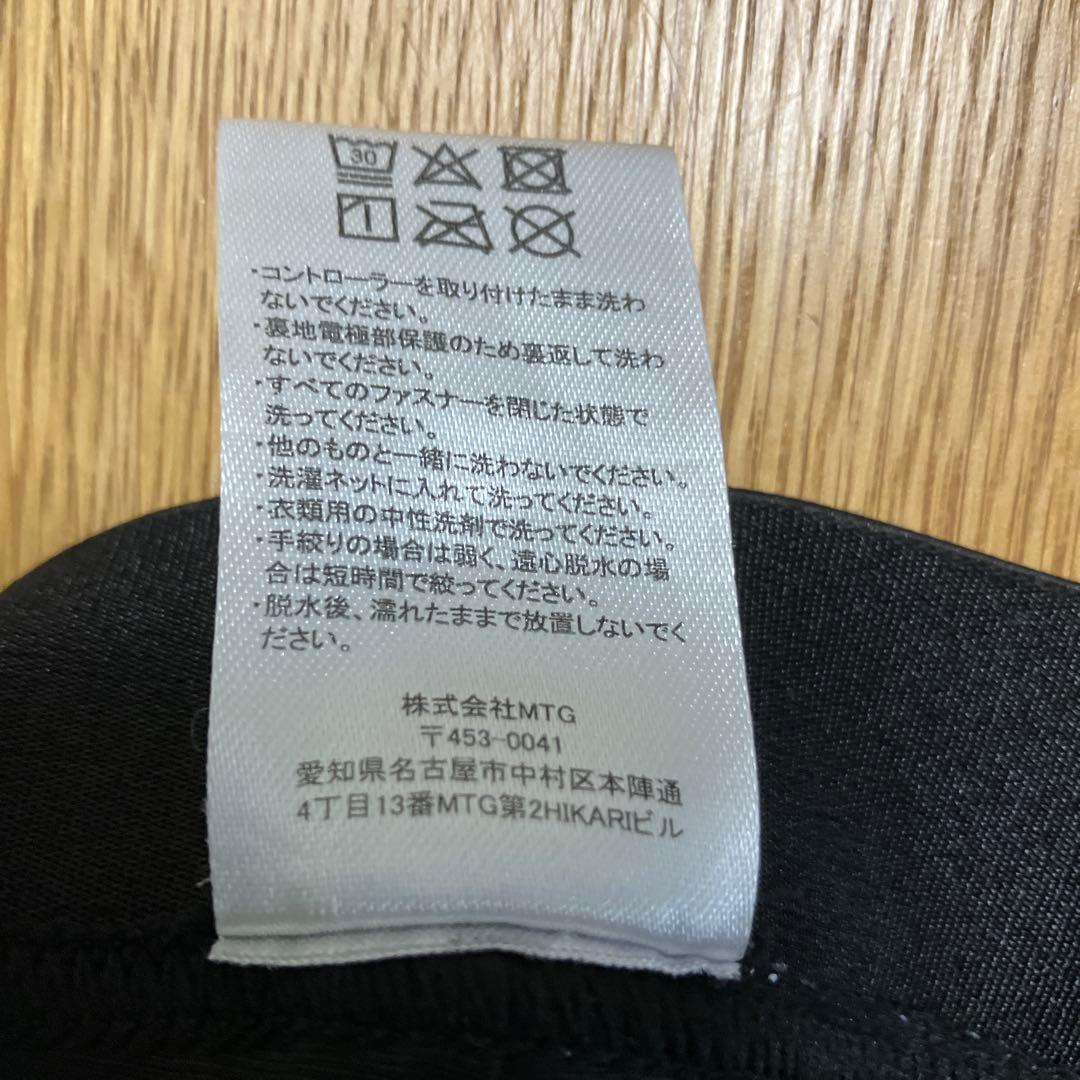 30
・コントローラーを取り付けたまま洗わ
ないでください。
・裏地電極部保護のため裏返して洗わ
ないでください。
・すべてのファスナーを閉じた状態で
洗ってください。
・他のものと一緒に洗わないでください。
・洗濯ネットに入れて洗ってください。
・衣類用の中性洗剤で洗ってください。
・手絞りの場合は弱く、遠心脱水の場
合は短時間で絞ってください。
・脱水後、濡れたままで放置しないでく
ださい。
株式会社MTG
〒453-0041
愛知県名古屋市中村区本陣通
4丁目13番MTG第2HIKARIビル